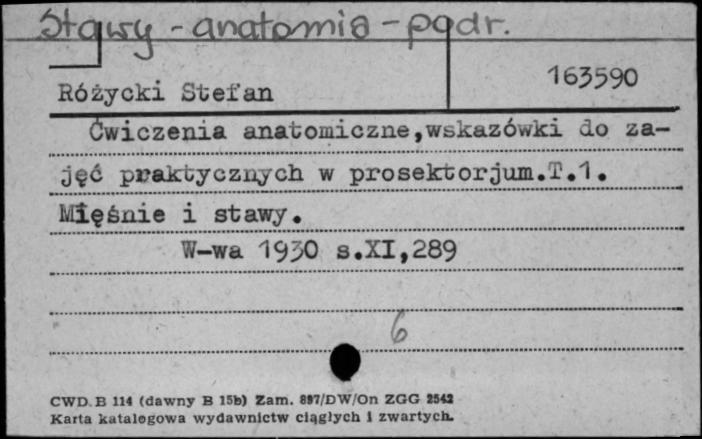 Stawy - anatomia - podr.
163590
Różycki Stefan
Ćwiczenia anatomiczne,wskazówki do za-
jęć praktycznych w prosektorjum.T.1.
Mięśnie i stawy.
W-wa 1930 s.XI,289
6
CWD.B 114 (dawny B 15b) Zam. 897/DW/On ZGG 2542
Karta katalogowa wydawnictw ciągłych i zwartych.